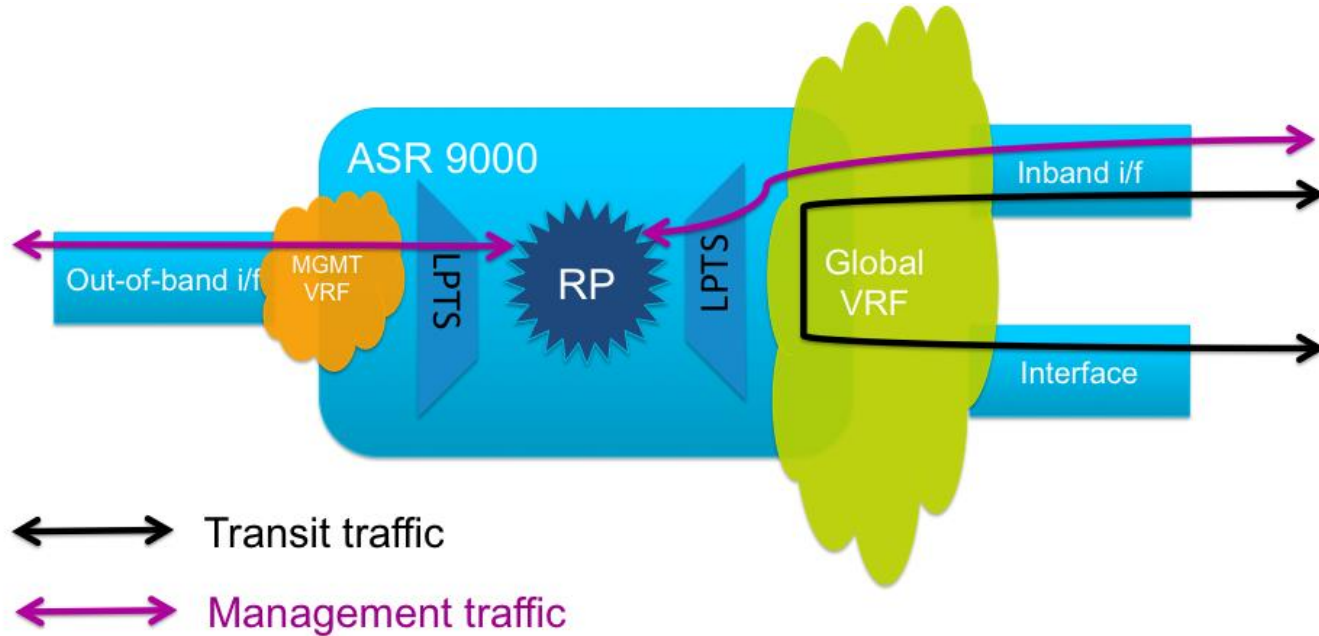 ASR 9000
Out-of-band i/f
MGMT
VRF
LPTS
RP
LPTS
Global
VRF
Inband i/f
Interface
Transit traffic
Management traffic